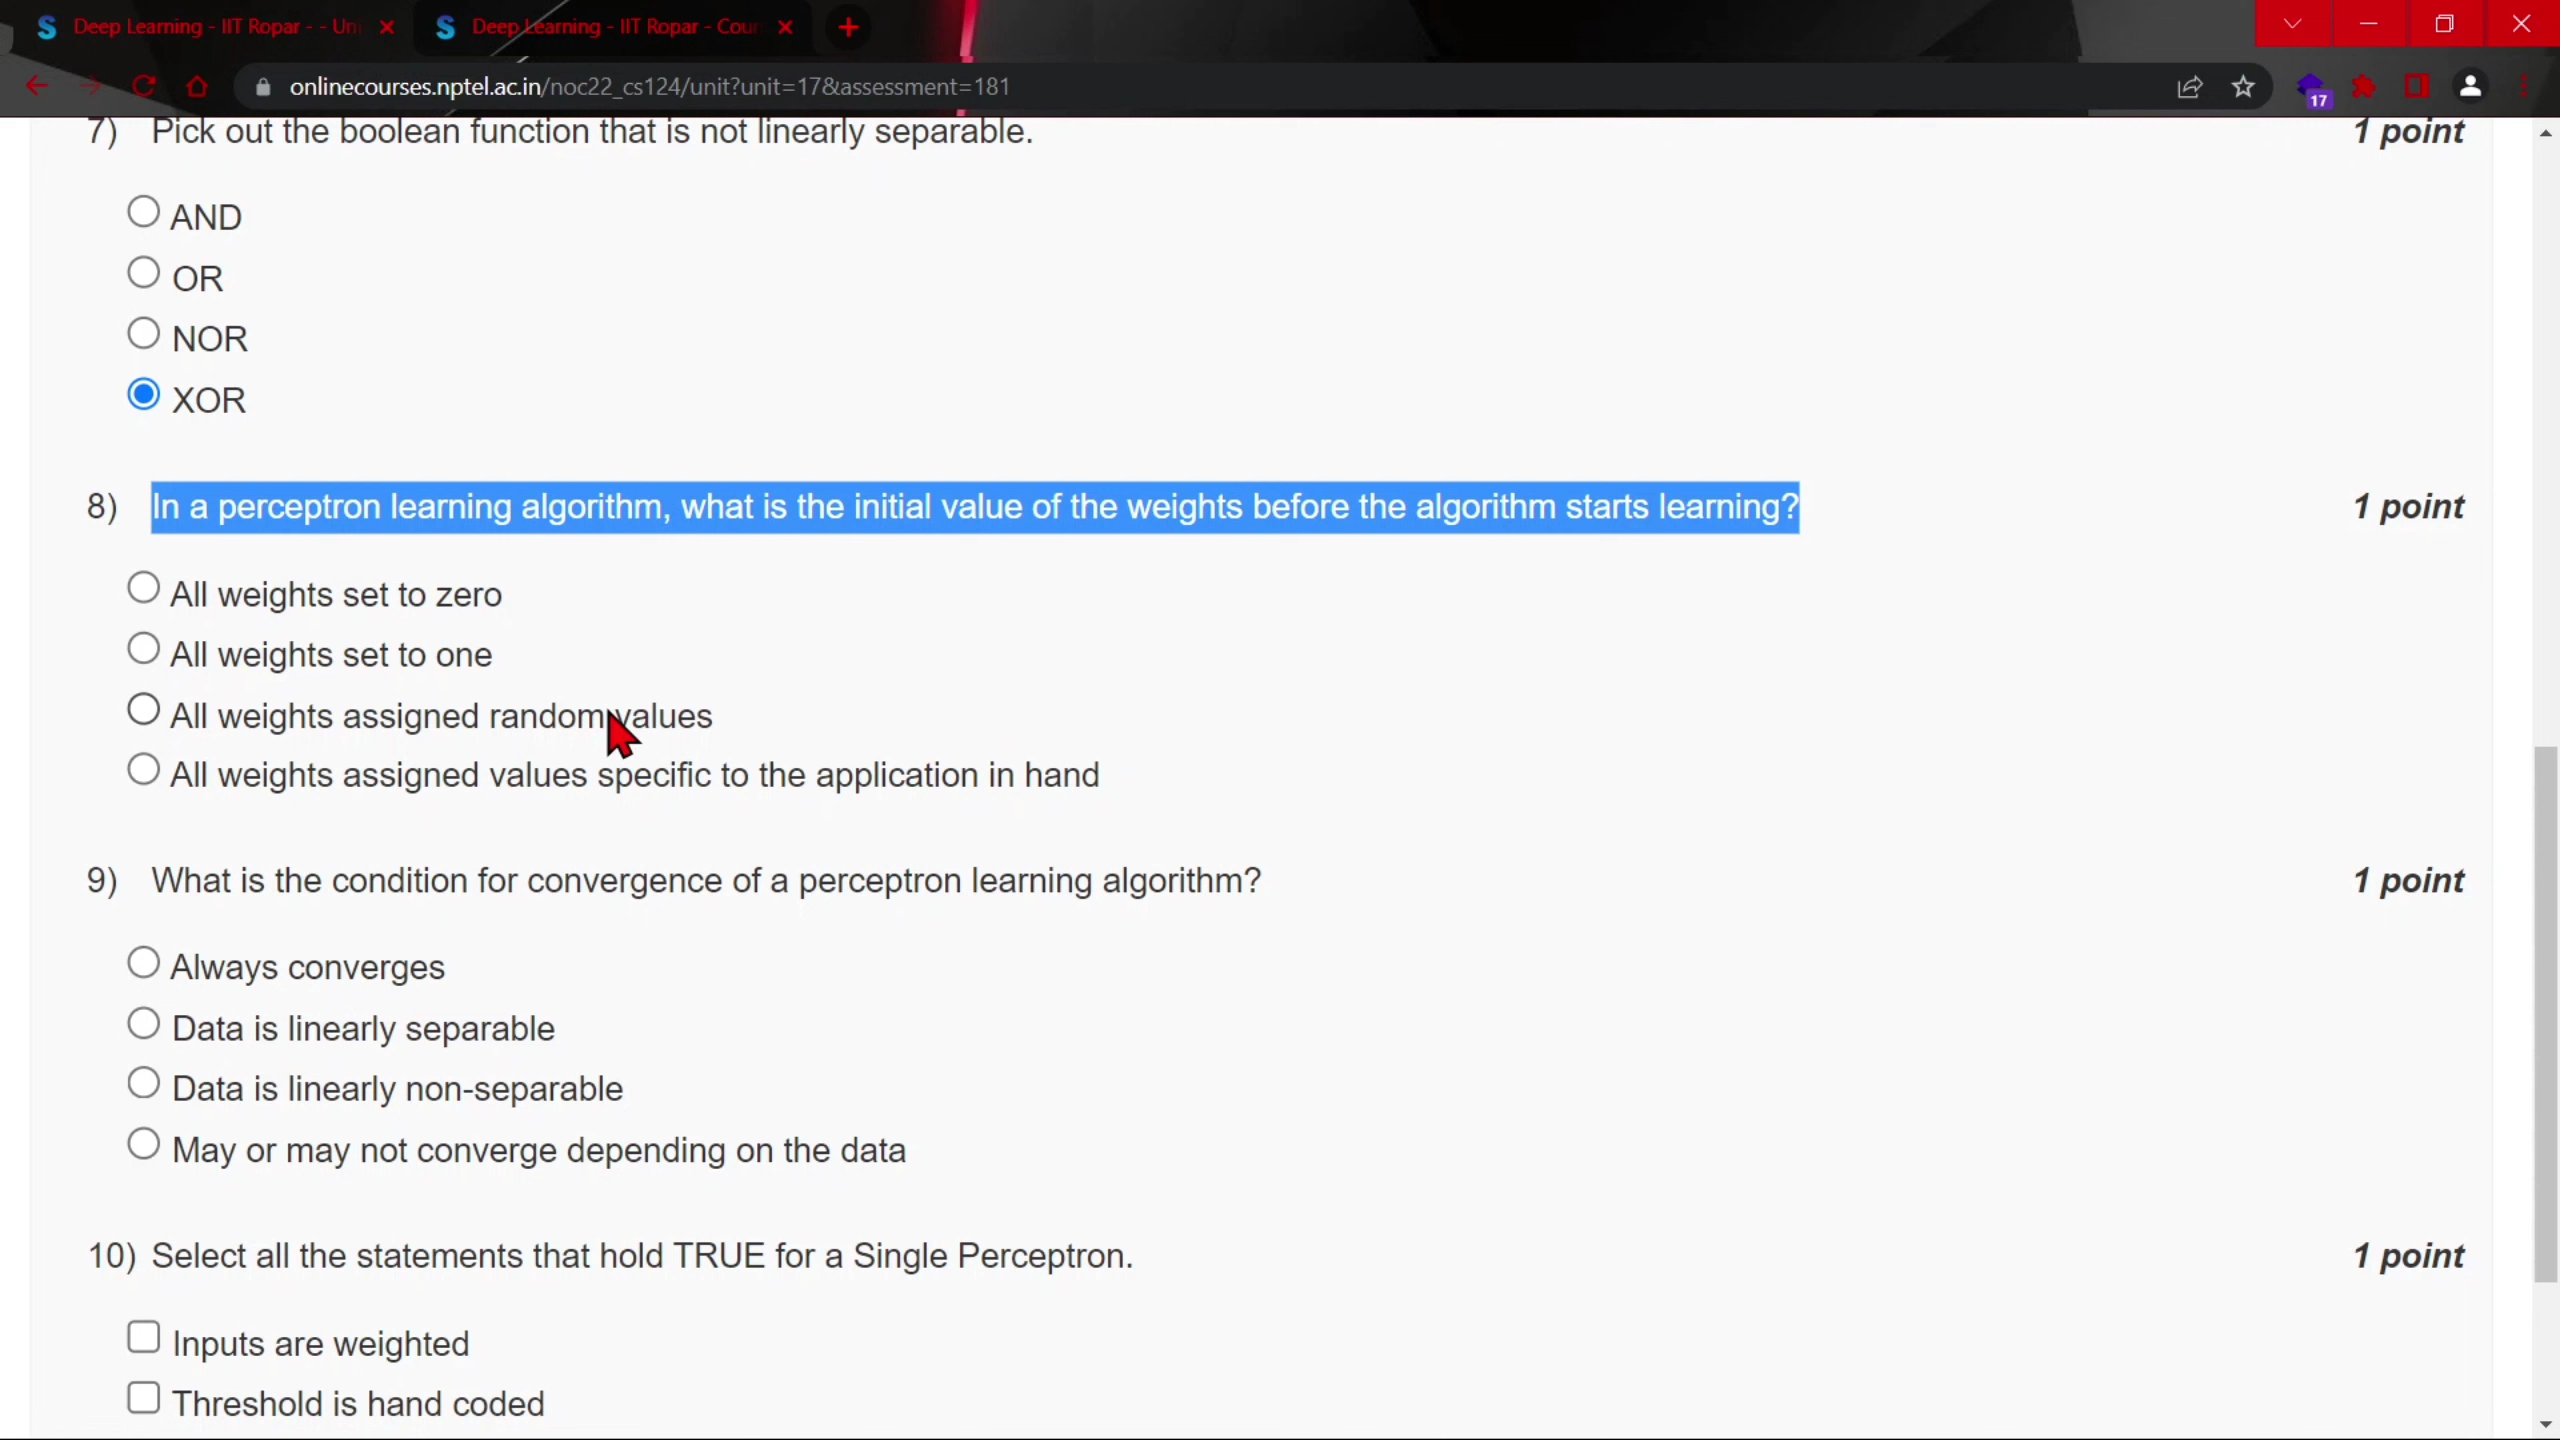 Deep Learning - IIT Ropar - - Uni
Deep Learning - IIT Ropar - Cour
onlinecourses.nptel.ac.in/noc22_cs124/unit?unit=17&assessment=181
17
7) Pick out the boolean function that is not linearly separable. 1 point
AND
OR
NOR
XOR
8) In a perceptron learning algorithm, what is the initial value of the weights before the algorithm starts learning? 1 point
All weights set to zero
All weights set to one
All weights assigned random values
All weights assigned values specific to the application in hand
9) What is the condition for convergence of a perceptron learning algorithm? 1 point
Always converges
Data is linearly separable
Data is linearly non-separable
May or may not converge depending on the data
10) Select all the statements that hold TRUE for a Single Perceptron. 1 point
Inputs are weighted
Threshold is hand coded